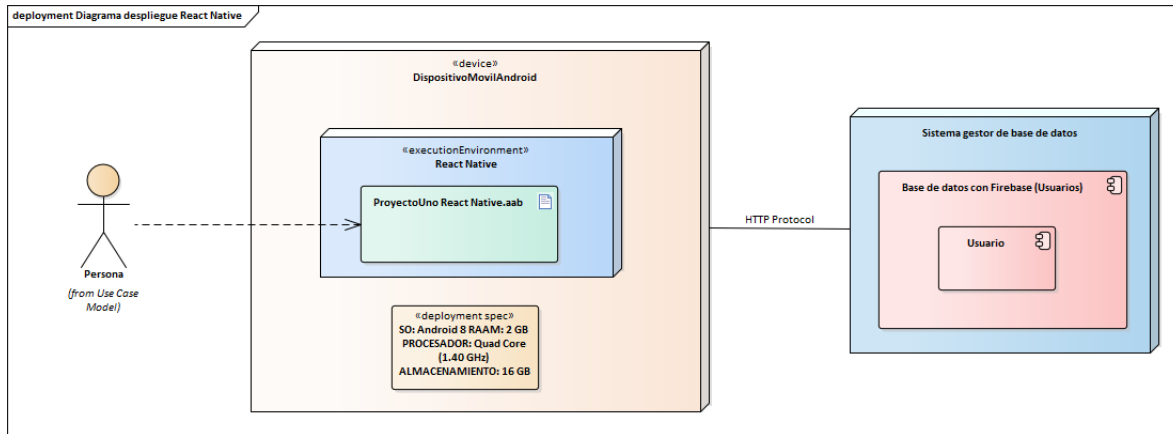 deployment Diagrama despliegue React Native
«device»
DispositivoMovilAndroid
«executionEnvironment»
React Native
ProyectoUno React Native.aab
Persona
(from Use Case
Model)
«deployment spec»
SO: Android 8 RAAM: 2 GB
PROCESADOR: Quad Core
(1.40 GHz)
ALMACENAMIENTO: 16 GB
HTTP Protocol
Sistema gestor de base de datos
Base de datos con Firebase (Usuarios)
Usuario